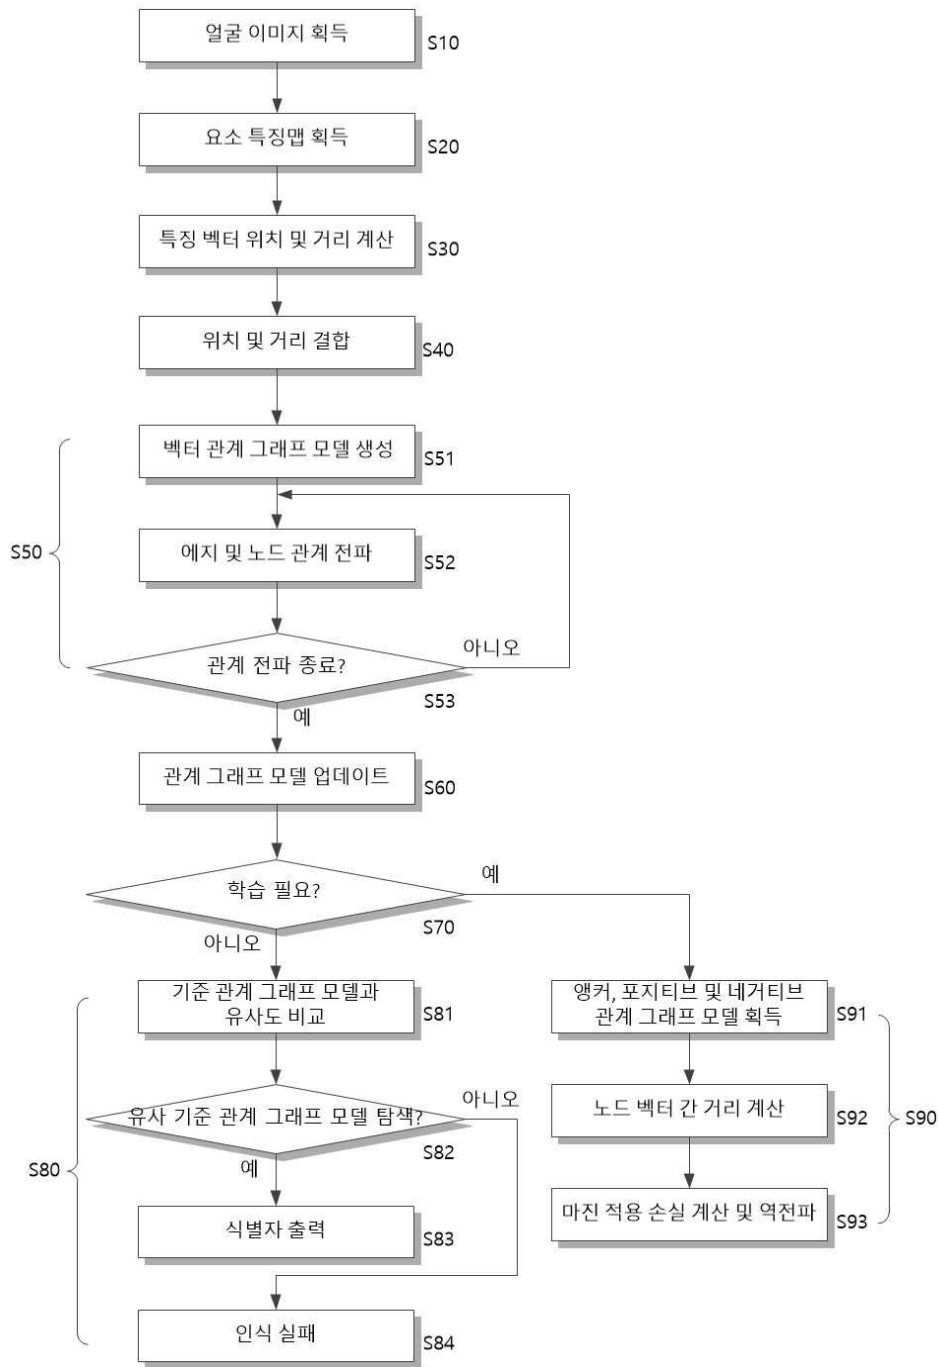 얼굴 이미지 획득
S10
요소 특징맵 획득
S20
특징 벡터 위치 및 거리 계산
S30
위치 및 거리 결합
S40
벡터 관계 그래프 모델 생성
S51
S50
에지 및 노드 관계 전파
S52
아니오
관계 전파 종료?
S53
예
관계 그래프 모델 업데이트
S60
예
학습 필요?
S70
아니오
기준 관계 그래프 모델과
유사도 비교
S81
앵커, 포지티브 및 네거티브
관계 그래프 모델 획득
S91
아니오
유사 기준 관계 그래프 모델 탐색?
S82
노드 벡터 간 거리 계산
S92
S90
예
S80
식별자 출력
S83
마진 적용 손실 계산 및 역전파
S93
인식 실패
S84